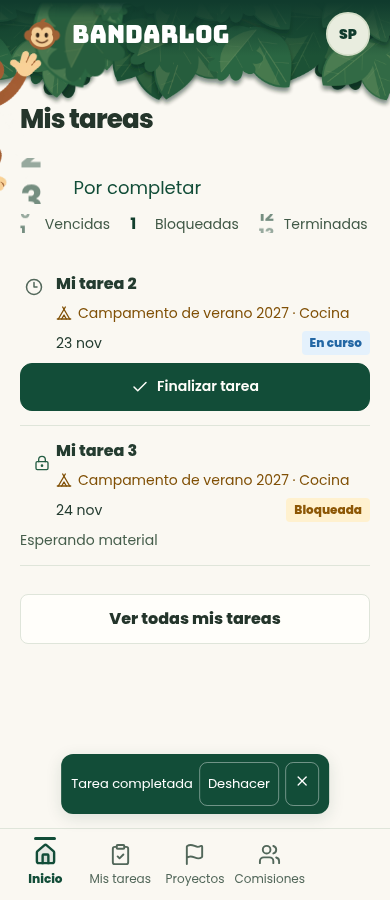 BANDARLOG
SP
Mis tareas
Por completar
Vencidas 1 Bloqueadas Terminadas
Mi tarea 2
Campamento de verano 2027 · Cocina
23 nov
En curso
Finalizar tarea
Mi tarea 3
Campamento de verano 2027 · Cocina
24 nov
Bloqueada
Esperando material
Ver todas mis tareas
Tarea completada Deshacer ×
Inicio Mis tareas Proyectos Comisiones